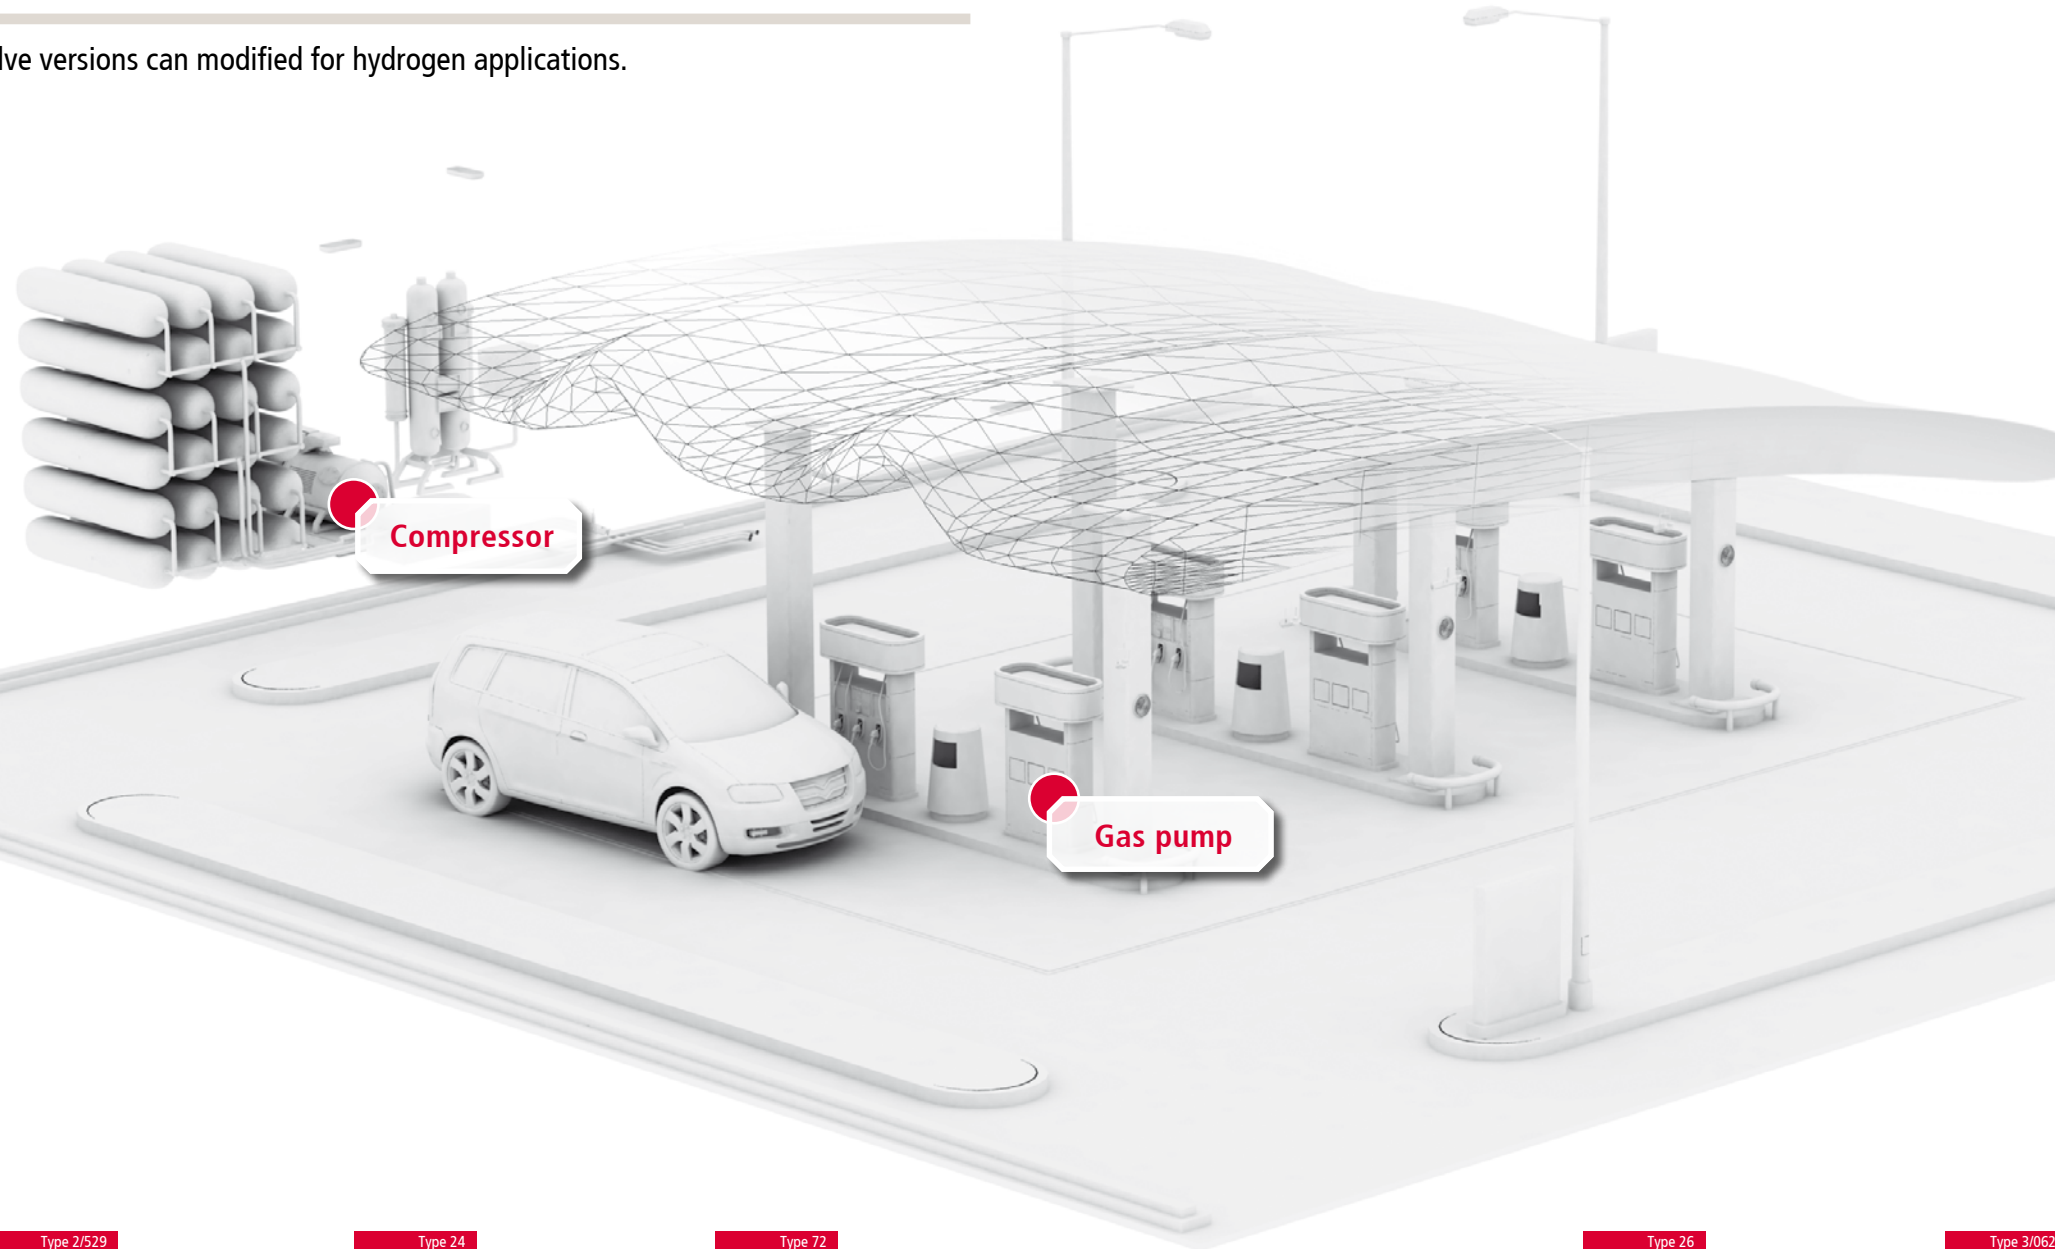 lve versions can modified for hydrogen applications.
Compressor
Gas pump
Type 2/529
Type 24
Type 72
Type 26
Type 3/062